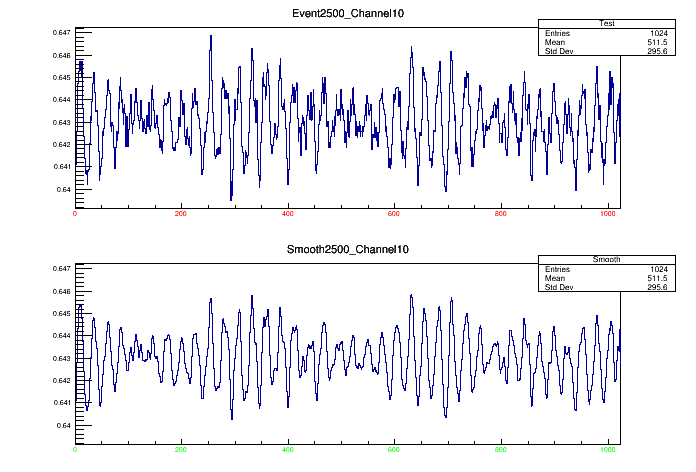 Event2500_Channel10
Test
Entries 1024
Mean 511.5
Std Dev 295.6
0.647
0.646
0.645
0.644
0.643
0.642
0.641
0.64
0 200 400 600 800 1000
Smooth2500_Channel10
Smooth
Entries 1024
Mean 511.5
Std Dev 295.6
0.647
0.646
0.645
0.644
0.643
0.642
0.641
0.64
0 200 400 600 800 1000